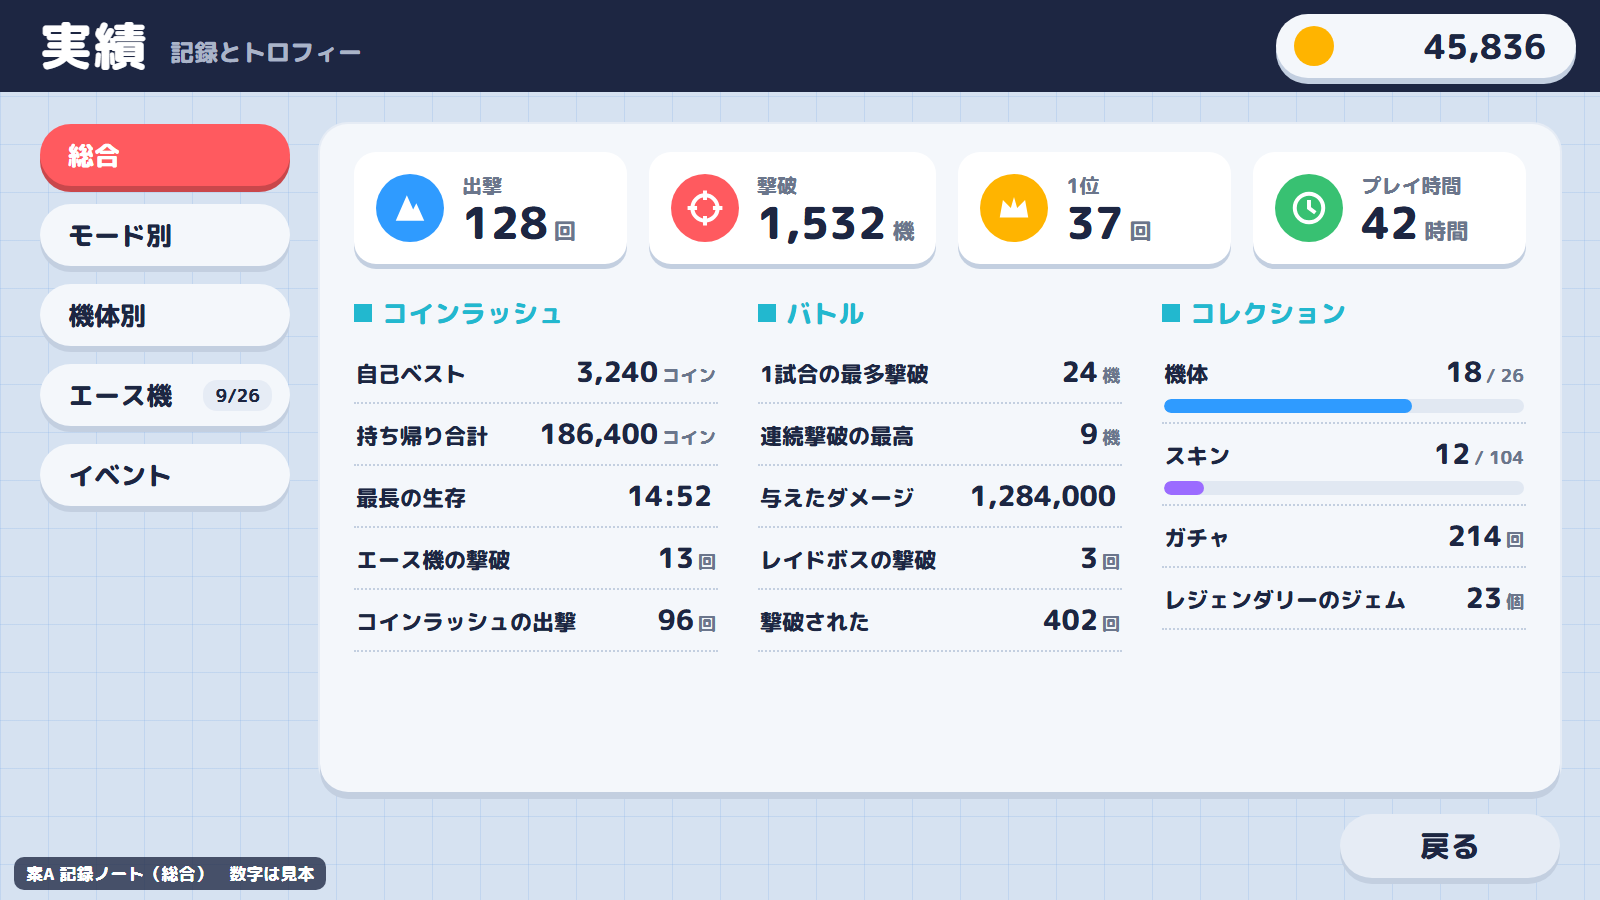 実績 記録とトロフィー
45,836
総合
モード別
機体別
エース機 9/26
イベント
出撃
128 回
撃破
1,532 機
1位
37 回
プレイ時間
42 時間
コインラッシュ
自己ベスト 3,240 コイン
持ち帰り合計 186,400 コイン
最長の生存 14:52
エース機の撃破 13 回
コインラッシュの出撃 96 回
バトル
1試合の最多撃破 24 機
連続撃破の最高 9 機
与えたダメージ 1,284,000
レイドボスの撃破 3 回
撃破された 402 回
コレクション
機体 18 / 26
スキン 12 / 104
ガチャ 214 回
レジェンダリーのジェム 23 個
戻る
案A 記録ノート（総合） 数字は見本